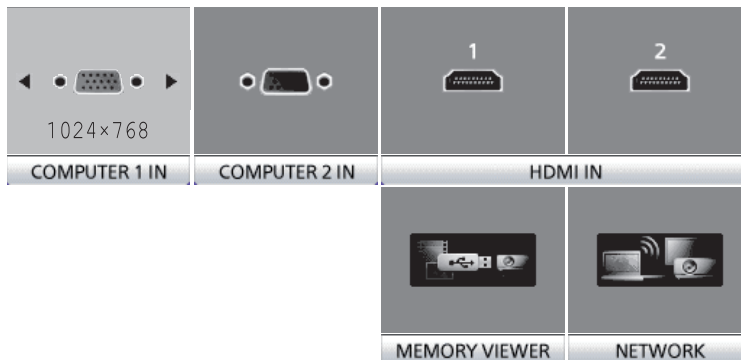 1 2
1024×768
COMPUTER 1 IN COMPUTER 2 IN HDMI IN
MEMORY VIEWER NETWORK